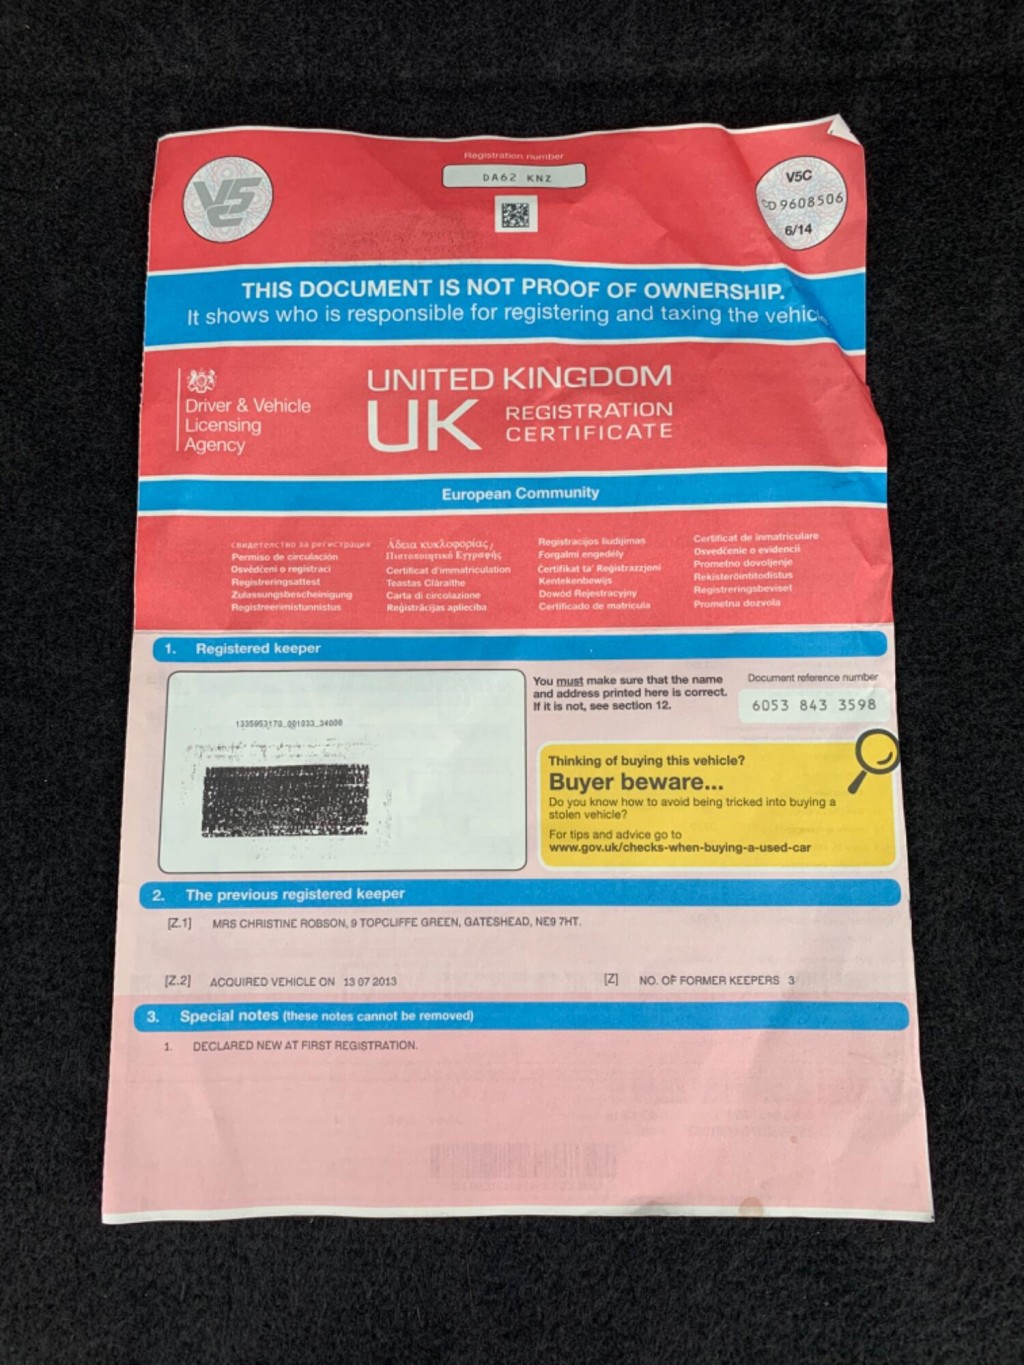 Registration number
DA62 KNZ
V5C
V5C
CD 9608506
6/14
THIS DOCUMENT IS NOT PROOF OF OWNERSHIP.
It shows who is responsible for registering and taxing the vehic
Driver & Vehicle
Licensing
Agency
UNITED KINGDOM
UK REGISTRATION
CERTIFICATE
European Community
свидетелство за регистрация
Permiso de circulación
Osvědčení o registraci
Registreringsattest
Zulassungsbescheinigung
Registreerimistunnistus
Άδεια κυκλοφορίας /
Πιστοποιητικό Εγγραφής
Certificat d'immatriculation
Teastas Cláraithe
Carta di circolazione
Reģistrācijas apliecība
Registracijos liudijimas
Forgalmi engedély
Ċertifikat ta' Reġistrazzjoni
Kentekenbewijs
Dowód Rejestracyjny
Certificado de matrícula
Certificat de înmatriculare
Osvedčenie o evidencii
Prometno dovoljenje
Rekisteröintitodistus
Registreringsbeviset
Prometna dozvola
1. Registered keeper
1335953170_001033_34000
You must make sure that the name
and address printed here is correct.
If it is not, see section 12.
Document reference number
6053 843 3598
Thinking of buying this vehicle?
Buyer beware...
Do you know how to avoid being tricked into buying a
stolen vehicle?
For tips and advice go to
www.gov.uk/checks-when-buying-a-used-car
2. The previous registered keeper
[Z.1] MRS CHRISTINE ROBSON, 9 TOPCLIFFE GREEN, GATESHEAD, NE9 7HT.
[Z.2] ACQUIRED VEHICLE ON 13 07 2013
[Z] NO. OF FORMER KEEPERS 3
3. Special notes (these notes cannot be removed)
1. DECLARED NEW AT FIRST REGISTRATION.